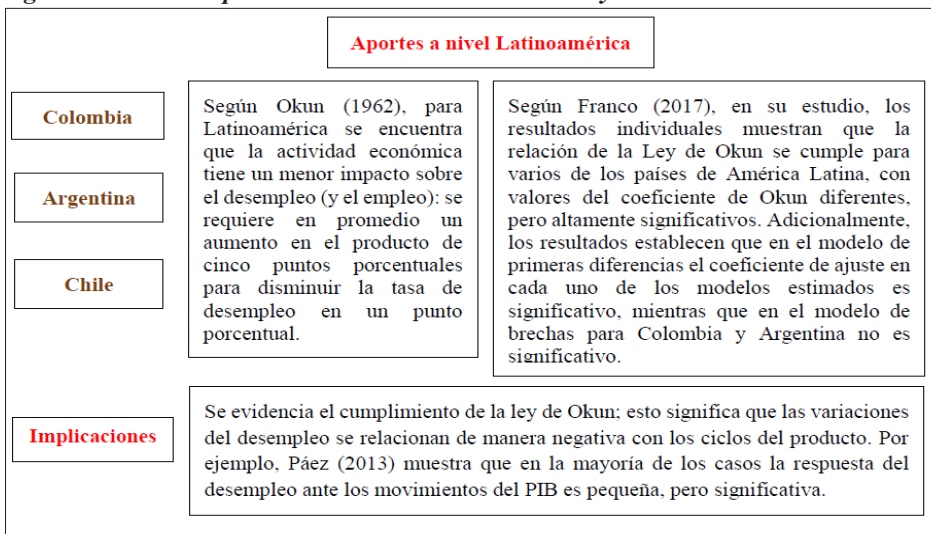 Aportes a nivel Latinoamérica
Colombia
Argentina
Chile
Según Okun (1962), para
Latinoamérica se encuentra
que la actividad económica
tiene un menor impacto sobre
el desempleo (y el empleo): se
requiere en promedio un
aumento en el producto de
cinco puntos porcentuales
para disminuir la tasa de
desempleo en un punto
porcentual.
Según Franco (2017), en su estudio, los
resultados individuales muestran que la
relación de la Ley de Okun se cumple para
varios de los países de América Latina, con
valores del coeficiente de Okun diferentes,
pero altamente significativos. Adicionalmente,
los resultados establecen que en el modelo de
primeras diferencias el coeficiente de ajuste en
cada uno de los modelos estimados es
significativo, mientras que en el modelo de
brechas para Colombia y Argentina no es
significativo.
Implicaciones
Se evidencia el cumplimiento de la ley de Okun; esto significa que las variaciones
del desempleo se relacionan de manera negativa con los ciclos del producto. Por
ejemplo, Páez (2013) muestra que en la mayoría de los casos la respuesta del
desempleo ante los movimientos del PIB es pequeña, pero significativa.